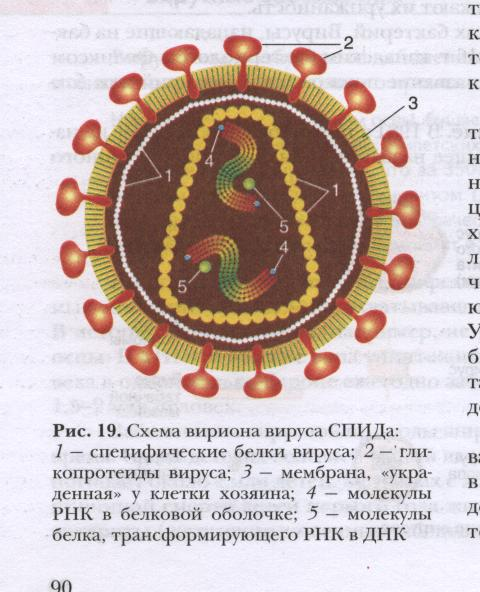 2
3
4
1
1
5
4
5
Рис. 19. Схема вириона вируса СПИДа:
1 — специфические белки вируса; 2 — гли-
копротеиды вируса; 3 — мембрана, «укра-
денная» у клетки хозяина; 4 — молекулы
РНК в белковой оболочке; 5 — молекулы
белка, трансформирующего РНК в ДНК
90